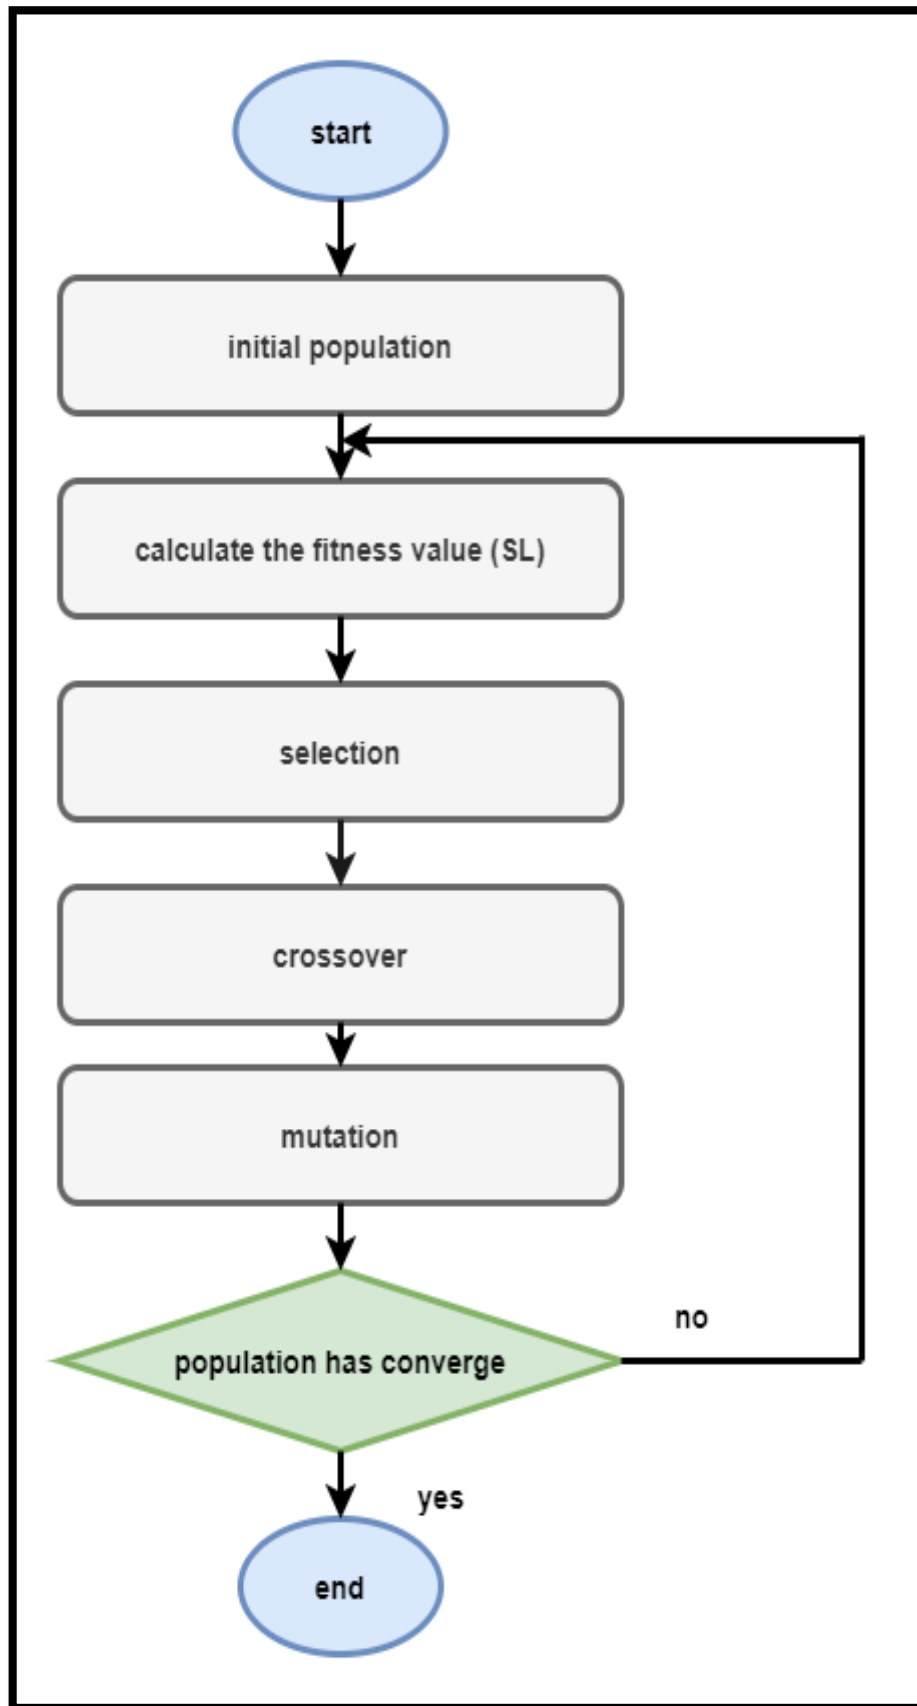 start
initial population
calculate the fitness value (SL)
selection
crossover
mutation
population has converge
no
yes
end